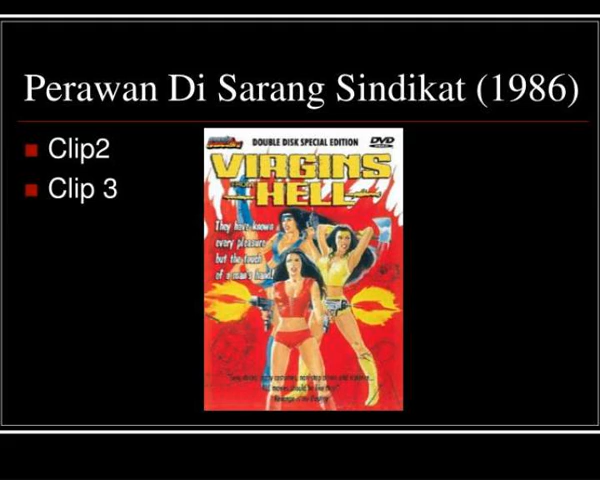 Perawan Di Sarang Sindikat (1986)
Clip2
Clip 3
DOUBLE DISK SPECIAL EDITION
DVD
VIRGINS
FROM
HELL
They have known
every pleasure
but the touch
of a man's hand!